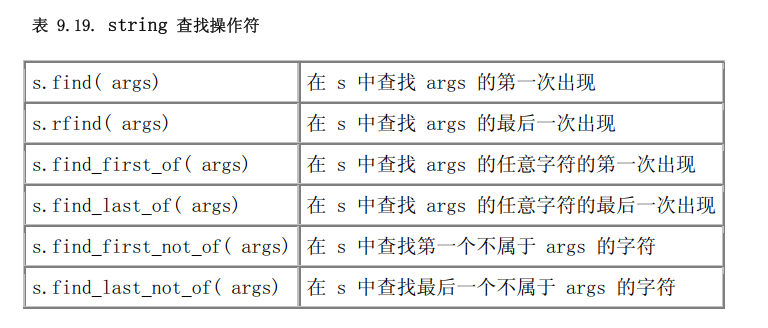 表 9.19. string 查找操作符
s.find( args) 在 s 中查找 args 的第一次出现
s.rfind( args) 在 s 中查找 args 的最后一次出现
s.find_first_of( args) 在 s 中查找 args 的任意字符的第一次出现
s.find_last_of( args) 在 s 中查找 args 的任意字符的最后一次出现
s.find_first_not_of( args) 在 s 中查找第一个不属于 args 的字符
s.find_last_not_of( args) 在 s 中查找最后一个不属于 args 的字符